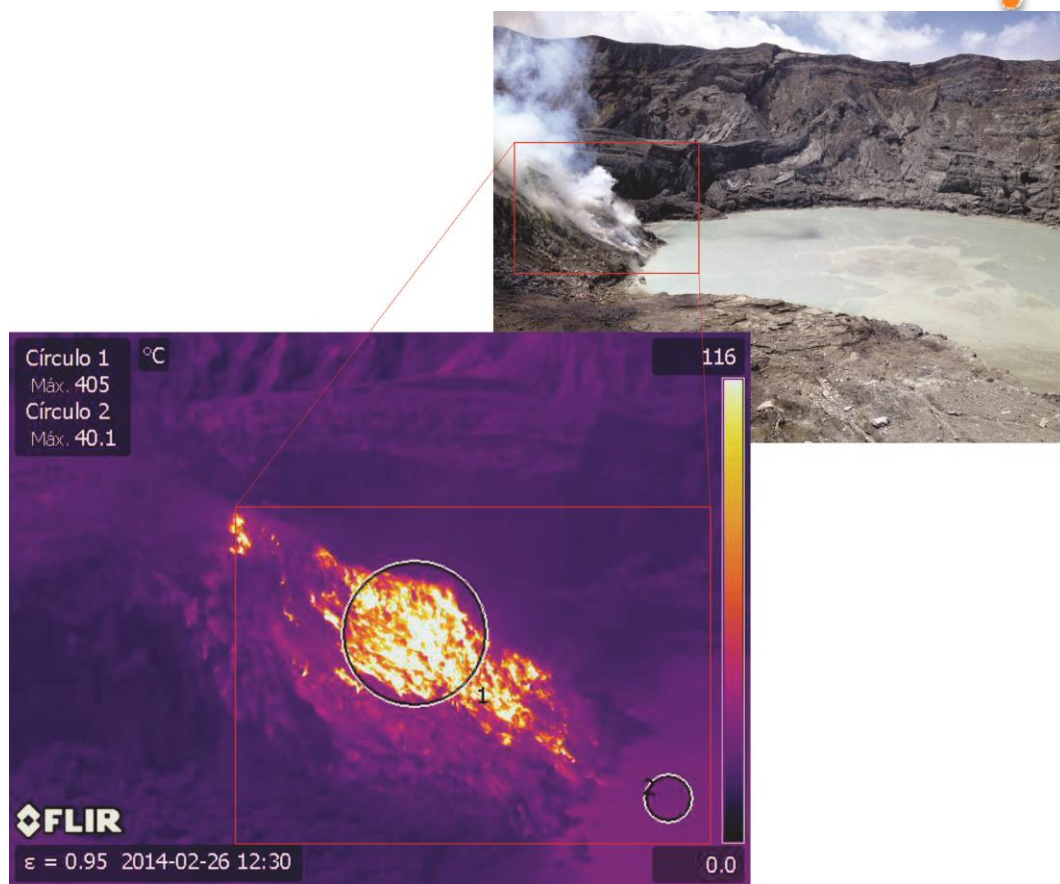 Círculo 1
Máx. 405
Círculo 2
Máx. 40.1
°C
116
1
2
FLIR
ε = 0.95 2014-02-26 12:30
0.0